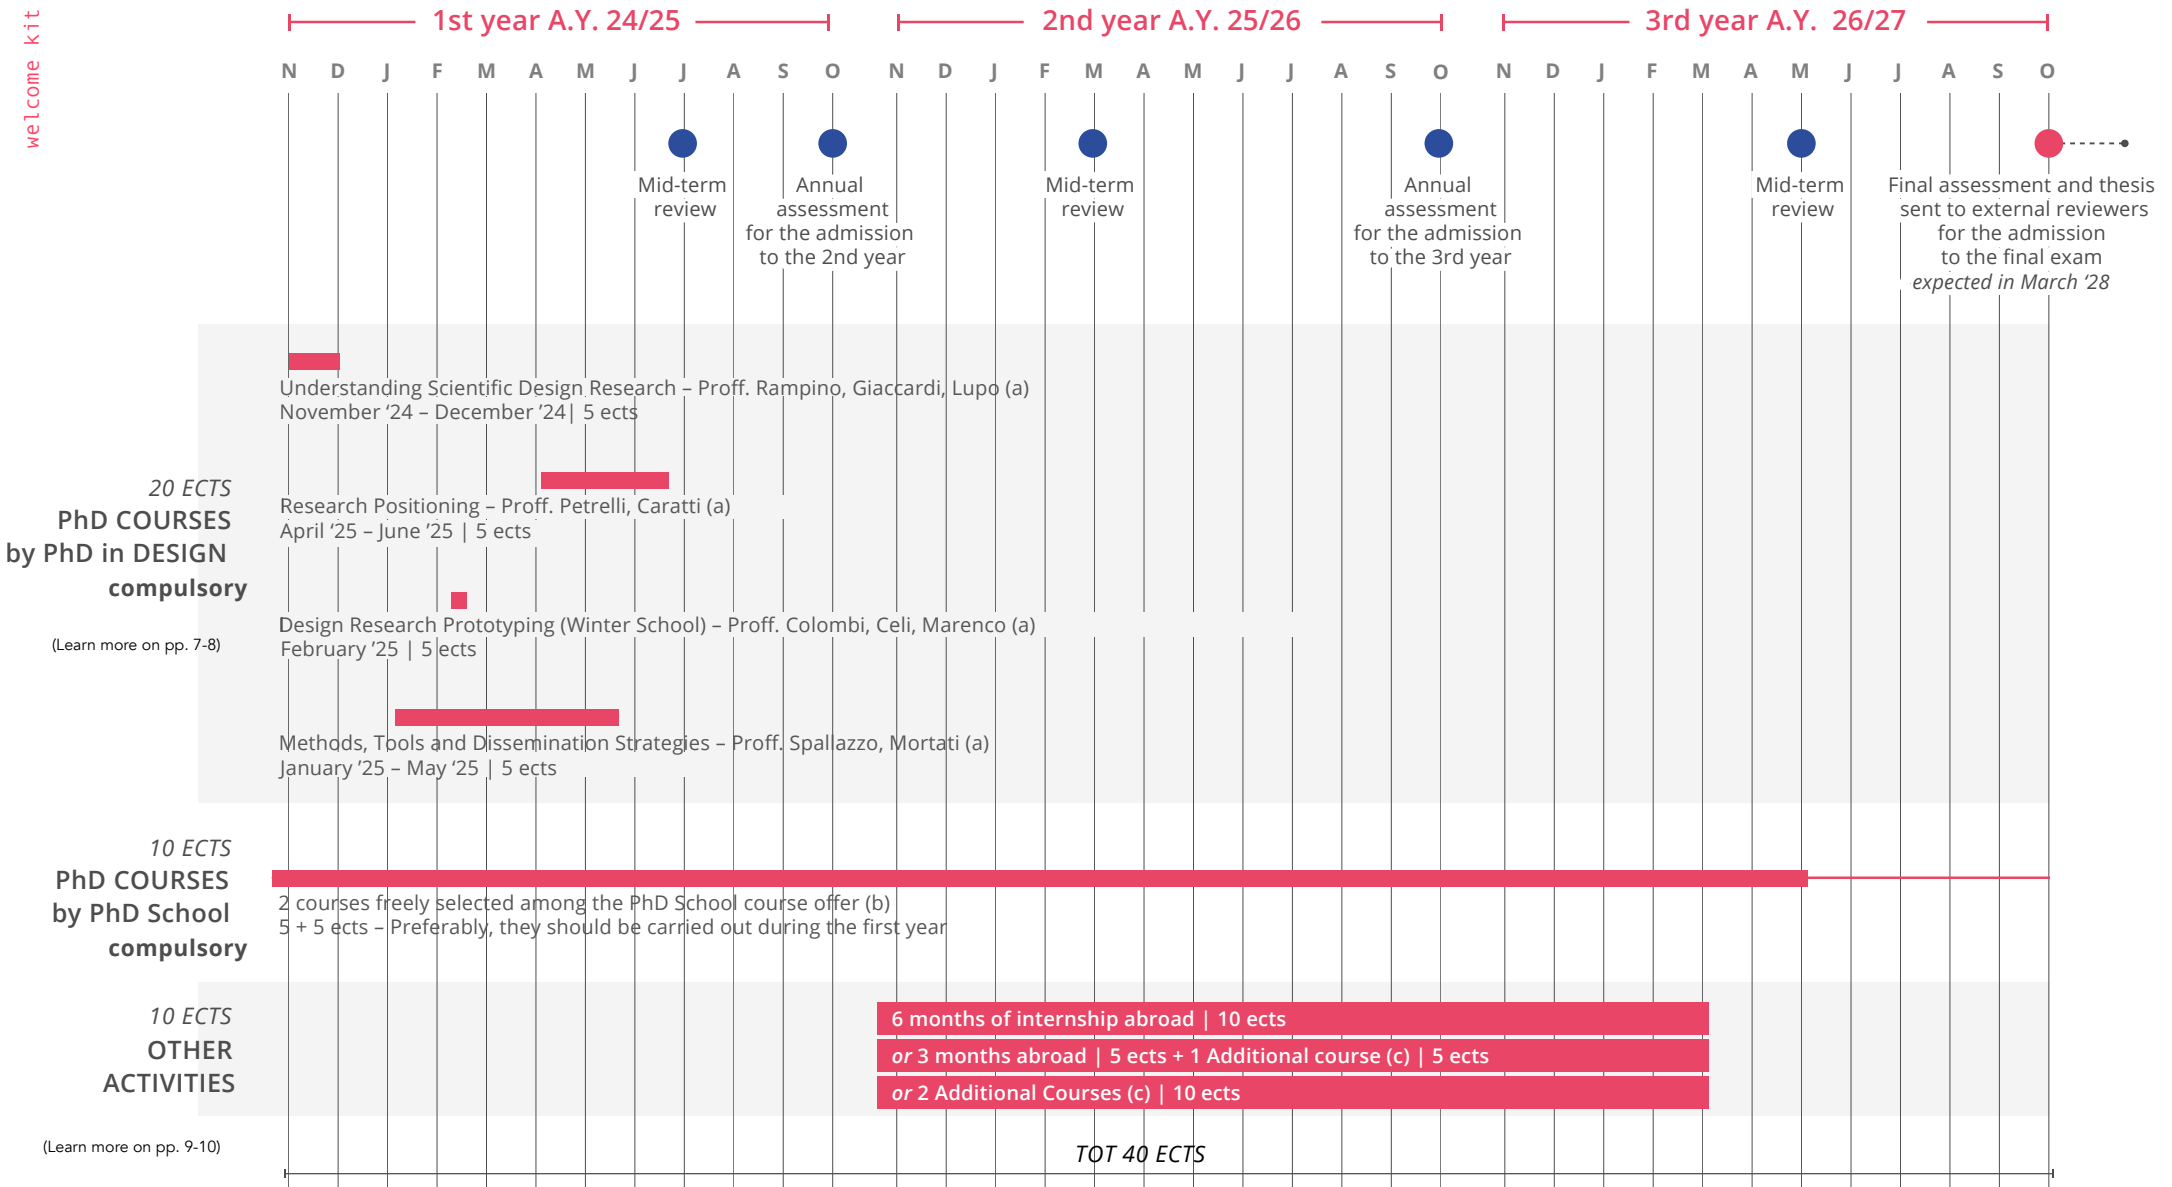 welcome kit
1st year A.Y. 24/25
2nd year A.Y. 25/26
3rd year A.Y. 26/27
N D J F M A M J J A S O N D J F M A M J J A S O N D J F M A M J J A S O
Mid-term
review
Annual
assessment
for the admission
to the 2nd year
Mid-term
review
Annual
assessment
for the admission
to the 3rd year
Mid-term
review
Final assessment and thesis
sent to external reviewers
for the admission
to the final exam
expected in March ‘28
20 ECTS
PhD COURSES
by PhD in DESIGN
compulsory
(Learn more on pp. 7-8)
Understanding Scientific Design Research – Proff. Rampino, Giaccardi, Lupo (a)
November ‘24 – December ’24| 5 ects
Research Positioning – Proff. Petrelli, Caratti (a)
April ‘25 – June ’25 | 5 ects
Design Research Prototyping (Winter School) – Proff. Colombi, Celi, Marenco (a)
February ’25 | 5 ects
Methods, Tools and Dissemination Strategies – Proff. Spallazzo, Mortati (a)
January ’25 – May ‘25 | 5 ects
10 ECTS
PhD COURSES
by PhD School
compulsory
2 courses freely selected among the PhD School course offer (b)
5 + 5 ects – Preferably, they should be carried out during the first year
10 ECTS
OTHER
ACTIVITIES
(Learn more on pp. 9-10)
6 months of internship abroad | 10 ects
or 3 months abroad | 5 ects + 1 Additional course (c) | 5 ects
or 2 Additional Courses (c) | 10 ects
TOT 40 ECTS